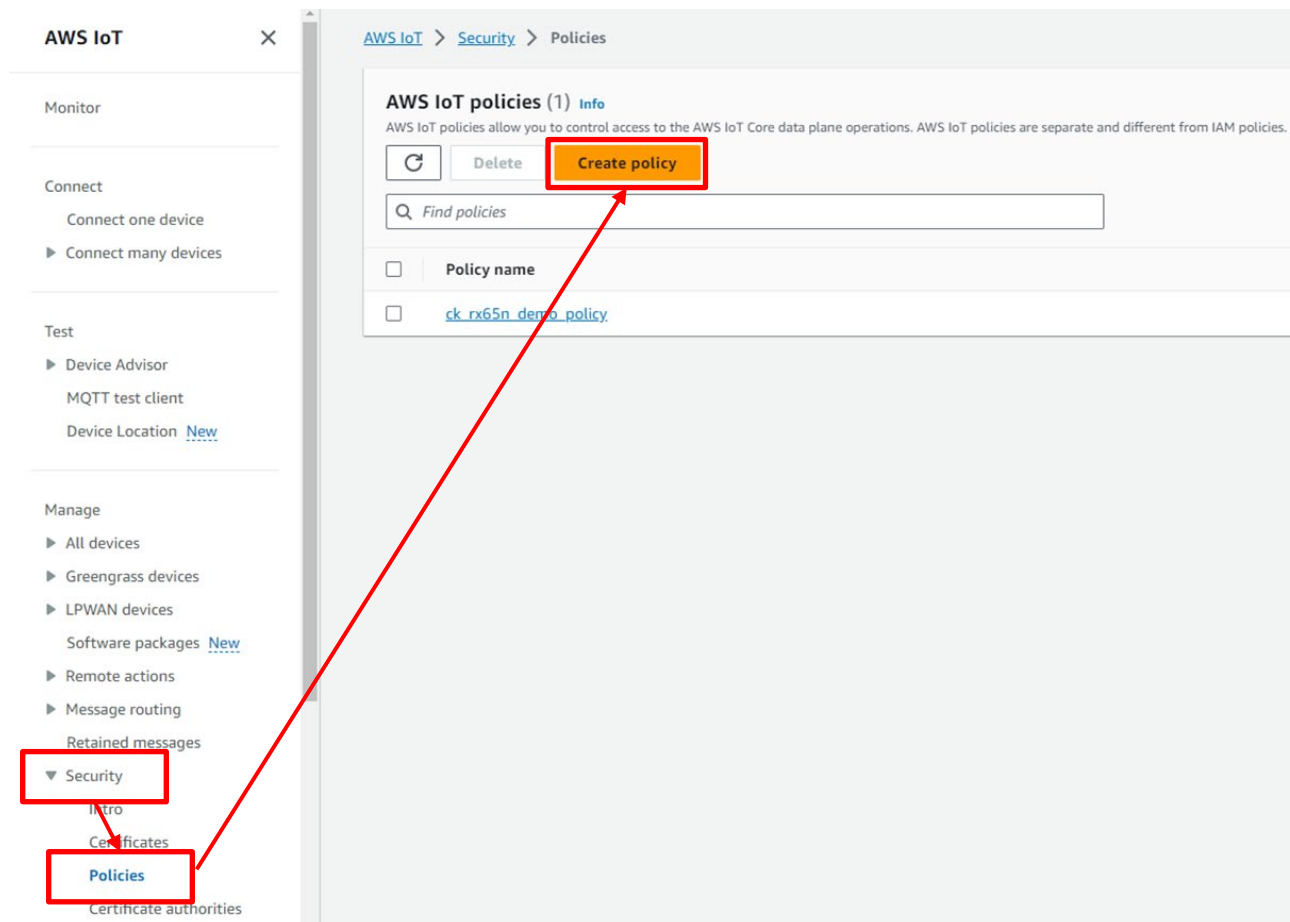 AWS IoT
Monitor
Connect
Connect one device
Connect many devices
Test
Device Advisor
MQTT test client
Device Location New
Manage
All devices
Greengrass devices
LPWAN devices
Software packages New
Remote actions
Message routing
Retained messages
Security
Intro
Certificates
Policies
Certificate authorities
AWS IoT > Security > Policies
AWS IoT policies (1) Info
AWS IoT policies allow you to control access to the AWS IoT Core data plane operations. AWS IoT policies are separate and different from IAM policies.
Delete Create policy
Find policies
Policy name
ck_rx65n_demo_policy